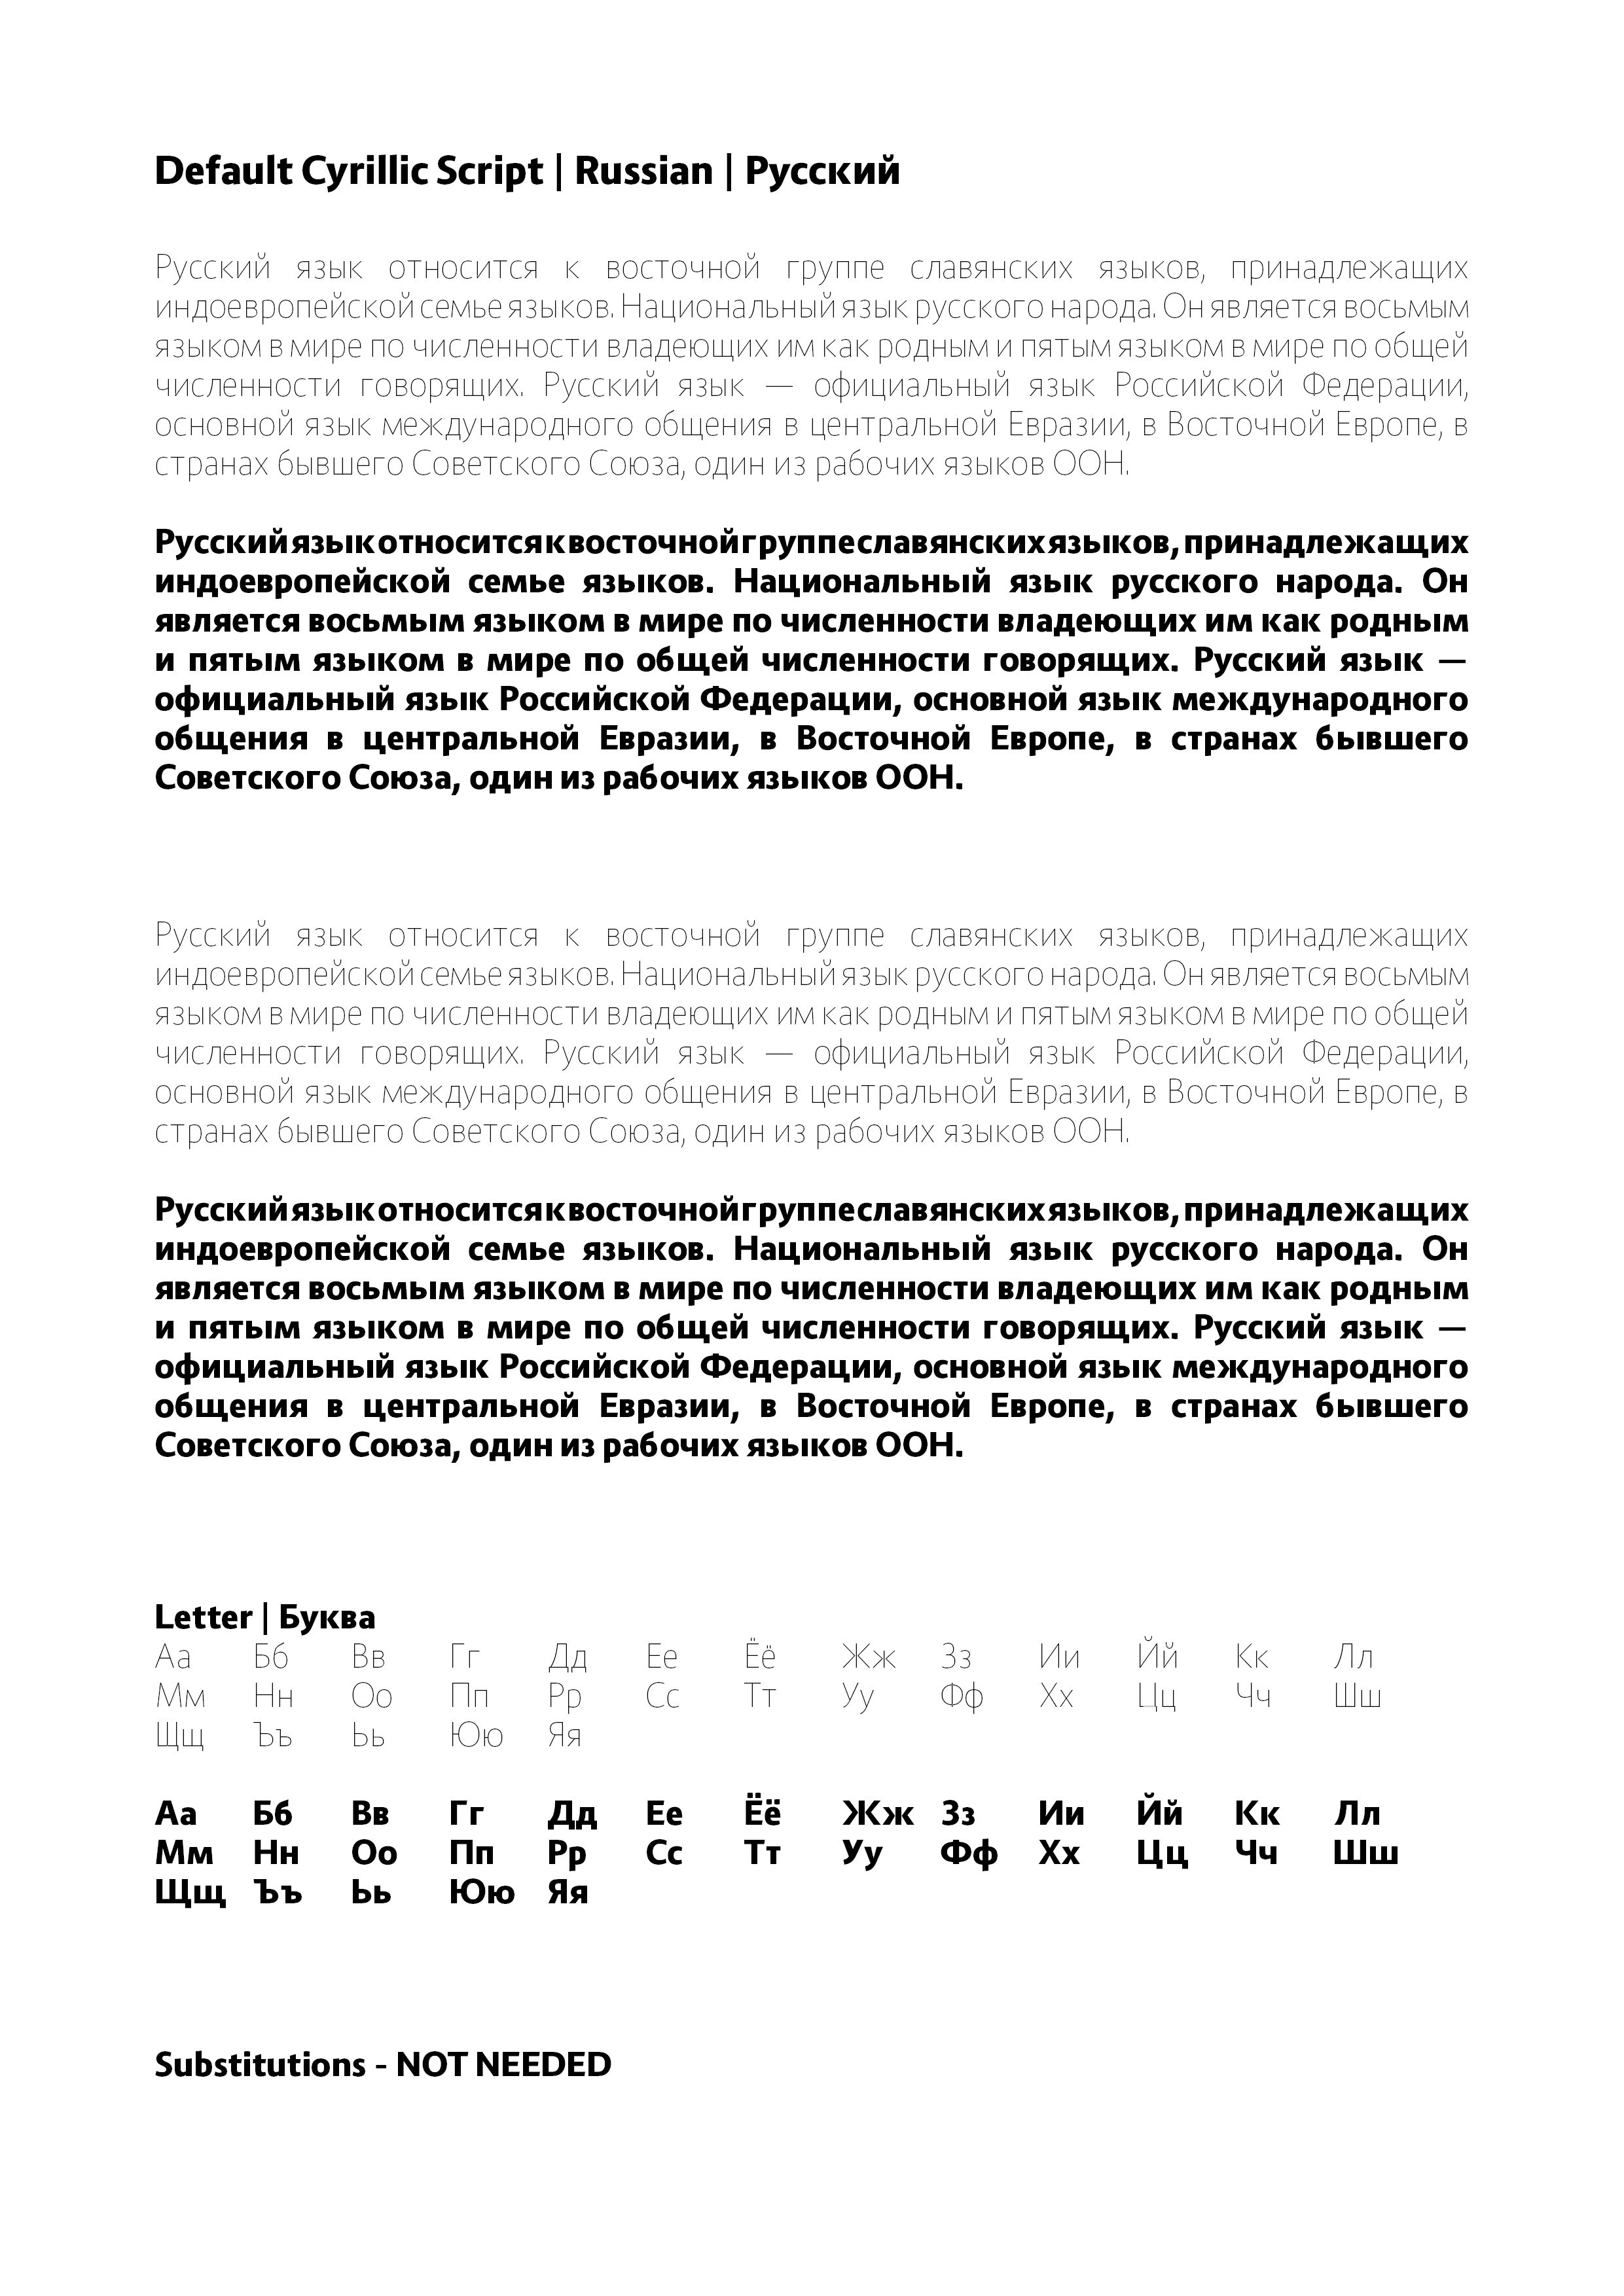 Default Cyrillic Script | Russian | Русский
Русский язык относится к восточной группе славянских языков, принадлежащих
индоевропейской семье языков. Национальный язык русского народа. Он является восьмым
языком в мире по численности владеющих им как родным и пятым языком в мире по общей
численности говорящих. Русский язык — официальный язык Российской Федерации,
основной язык международного общения в центральной Евразии, в Восточной Европе, в
странах бывшего Советского Союза, один из рабочих языков ООН.
Русский язык относится к восточной группе славянских языков, принадлежащих
индоевропейской семье языков. Национальный язык русского народа. Он
является восьмым языком в мире по численности владеющих им как родным
и пятым языком в мире по общей численности говорящих. Русский язык —
официальный язык Российской Федерации, основной язык международного
общения в центральной Евразии, в Восточной Европе, в странах бывшего
Советского Союза, один из рабочих языков ООН.
Русский язык относится к восточной группе славянских языков, принадлежащих
индоевропейской семье языков. Национальный язык русского народа. Он является восьмым
языком в мире по численности владеющих им как родным и пятым языком в мире по общей
численности говорящих. Русский язык — официальный язык Российской Федерации,
основной язык международного общения в центральной Евразии, в Восточной Европе, в
странах бывшего Советского Союза, один из рабочих языков ООН.
Русский язык относится к восточной группе славянских языков, принадлежащих
индоевропейской семье языков. Национальный язык русского народа. Он
является восьмым языком в мире по численности владеющих им как родным
и пятым языком в мире по общей численности говорящих. Русский язык —
официальный язык Российской Федерации, основной язык международного
общения в центральной Евразии, в Восточной Европе, в странах бывшего
Советского Союза, один из рабочих языков ООН.
Letter | Буква
Аа Бб Вв Гг Дд Ее Ёё Жж Зз Ии Йй Кк Лл
Мм Нн Оо Пп Рр Сс Тт Уу Фф Хх Цц Чч Шш
Щщ Ъъ Ьь Юю Яя
Аа Бб Вв Гг Дд Ее Ёё Жж Зз Ии Йй Кк Лл
Мм Нн Оо Пп Рр Сс Тт Уу Фф Хх Цц Чч Шш
Щщ Ъъ Ьь Юю Яя
Substitutions - NOT NEEDED